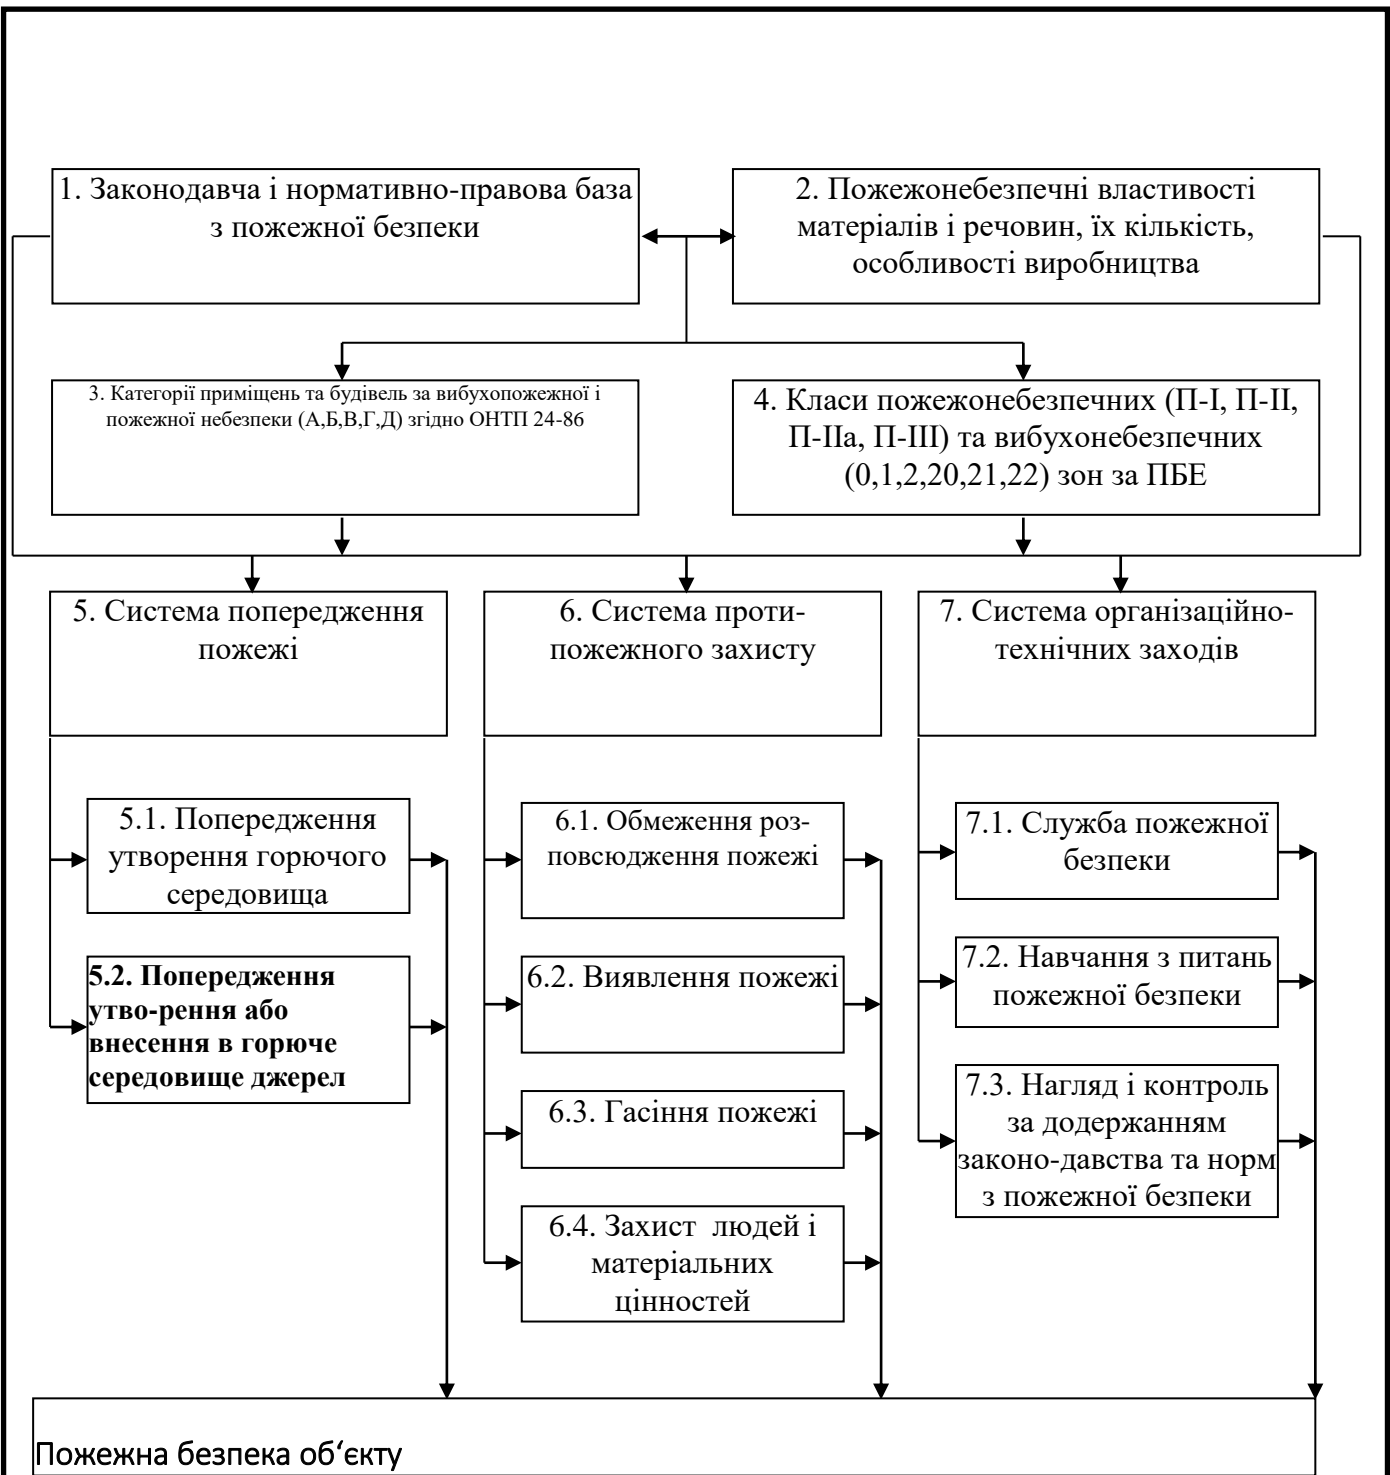 1. Законодавча і нормативно-правова база
з пожежної безпеки
2. Пожежонебезпечні властивості
матеріалів і речовин, їх кількість,
особливості виробництва
3. Категорії приміщень та будівель за вибухопожежної і
пожежної небезпеки (А,Б,В,Г,Д) згідно ОНТП 24-86
4. Класи пожежонебезпечних (П-І, П-ІІ,
П-ІІа, П-ІІІ) та вибухонебезпечних
(0,1,2,20,21,22) зон за ПБЕ
5. Система попередження
пожежі
6. Система проти-
пожежного захисту
7. Система організаційно-
технічних заходів
5.1. Попередження
утворення горючого
середовища
5.2. Попередження
утво-рення або
внесення в горюче
середовище джерел
6.1. Обмеження роз-
повсюдження пожежі
6.2. Виявлення пожежі
6.3. Гасіння пожежі
6.4. Захист  людей і
матеріальних
цінностей
7.1. Служба пожежної
безпеки
7.2. Навчання з питань
пожежної безпеки
7.3. Нагляд і контроль
за додержанням
законо-давства та норм
з пожежної безпеки
Пожежна безпека об‘єкту